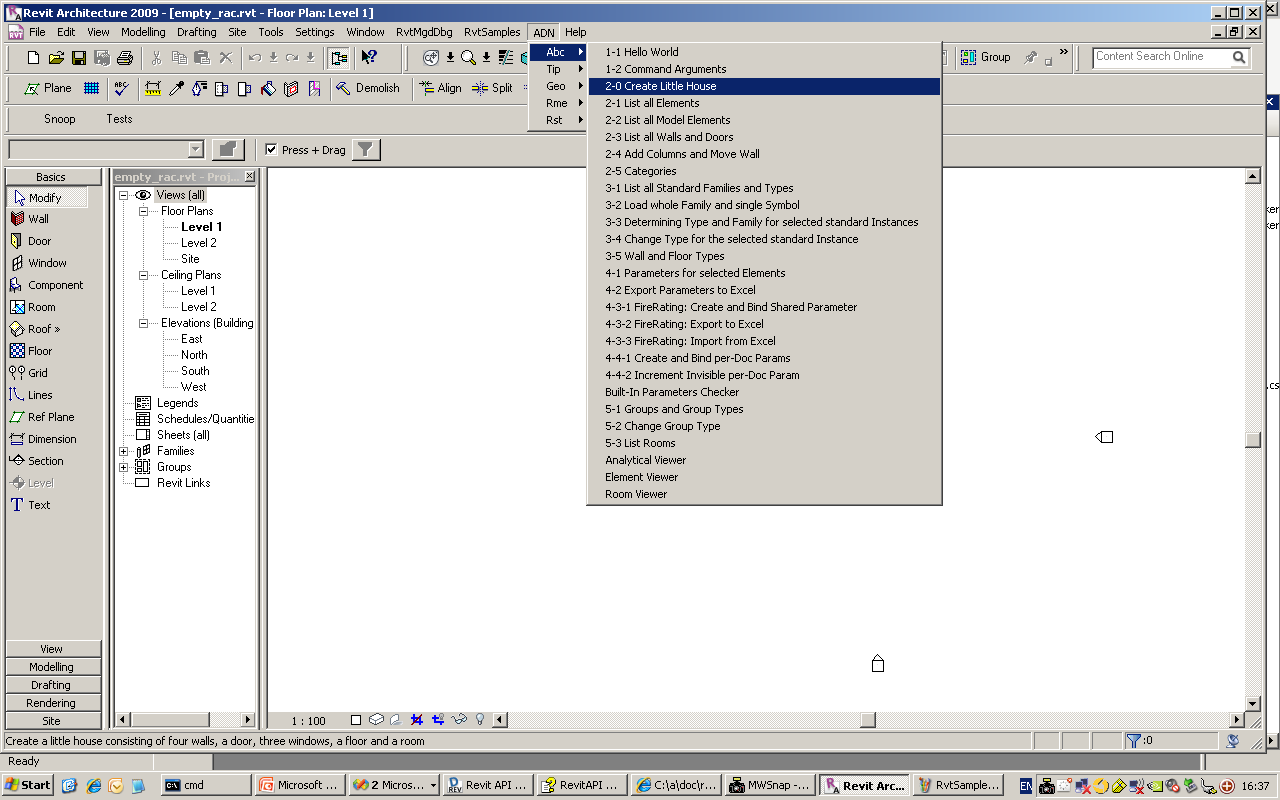 Revit Architecture 2009 - [empty_rac.rvt - Floor Plan: Level 1]
File Edit View Modelling Drafting Site Tools Settings Window RvtMgdDbg RvtSamples ADN Help
Group
Content Search Online
Plane
Demolish
Align
Split
Snoop Tests
Press + Drag
Abc
Tip
Geo
Rme
Rst
1-1 Hello World
1-2 Command Arguments
2-0 Create Little House
2-1 List all Elements
2-2 List all Model Elements
2-3 List all Walls and Doors
2-4 Add Columns and Move Wall
2-5 Categories
3-1 List all Standard Families and Types
3-2 Load whole Family and single Symbol
3-3 Determining Type and Family for selected standard Instances
3-4 Change Type for the selected standard Instance
3-5 Wall and Floor Types
4-1 Parameters for selected Elements
4-2 Export Parameters to Excel
4-3-1 FireRating: Create and Bind Shared Parameter
4-3-2 FireRating: Export to Excel
4-3-3 FireRating: Import from Excel
4-4-1 Create and Bind per-Doc Params
4-4-2 Increment Invisible per-Doc Param
Built-In Parameters Checker
5-1 Groups and Group Types
5-2 Change Group Type
5-3 List Rooms
Analytical Viewer
Element Viewer
Room Viewer
Basics
Modify
Wall
Door
Window
Component
Room
Roof »
Floor
Grid
Lines
Ref Plane
Dimension
Section
Level
Text
View
Modelling
Drafting
Rendering
Site
empty_rac.rvt - Proj...
Views (all)
Floor Plans
Level 1
Level 2
Site
Ceiling Plans
Level 1
Level 2
Elevations (Building
East
North
South
West
Legends
Schedules/Quantitie
Sheets (all)
Families
Groups
Revit Links
ker
ker
.cs
1 : 100
Create a little house consisting of four walls, a door, three windows, a floor and a room
:0
Ready
Start
cmd
Microsoft ...
2 Micros...
Revit API ...
RevitAPI ...
C:\a\doc\r...
MWSnap -...
Revit Arc...
RvtSample...
EN
16:37